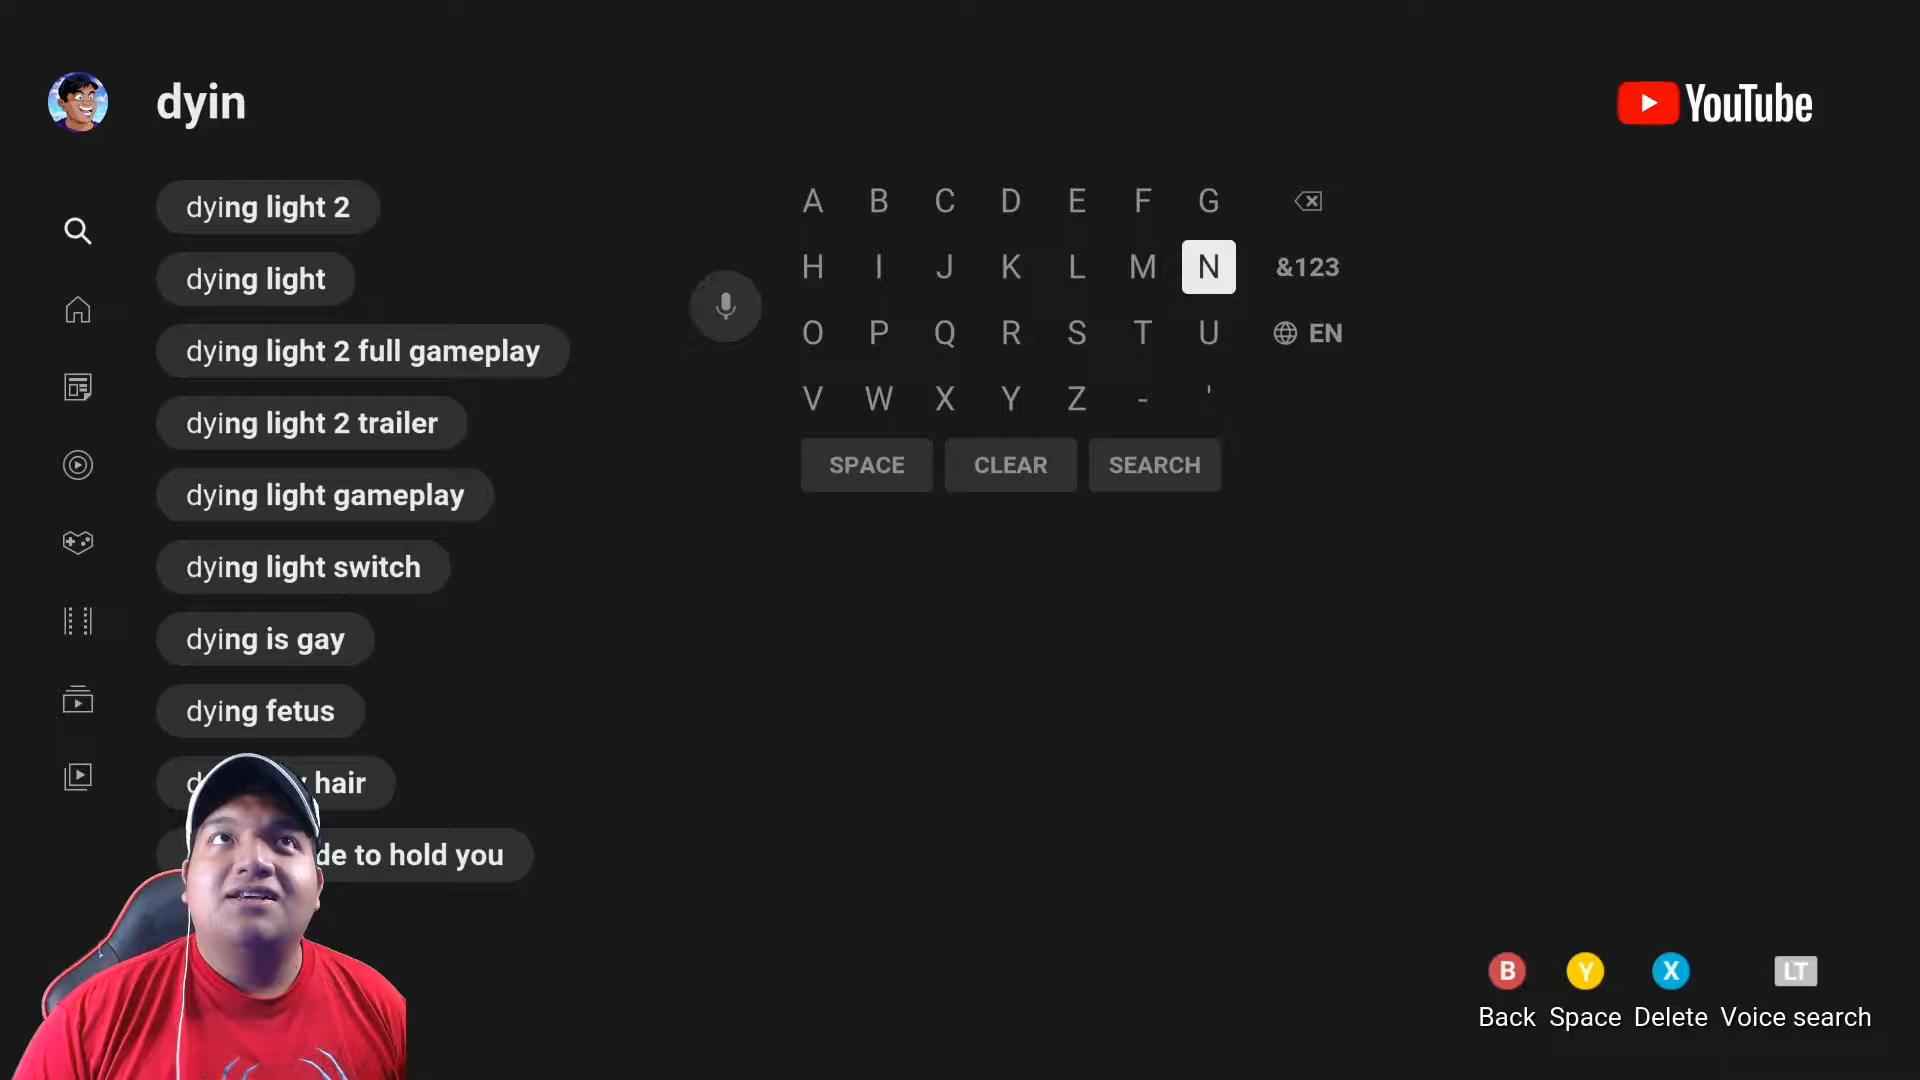 dyin
YouTube
dying light 2
dying light
dying light 2 full gameplay
dying light 2 trailer
dying light gameplay
dying light switch
dying is gay
dying fetus
hair
to hold you
A B C D E F G
H I J K L M N &123
O P Q R S T U EN
V W X Y Z - '
SPACE CLEAR SEARCH
B Y X LT
Back Space Delete Voice search